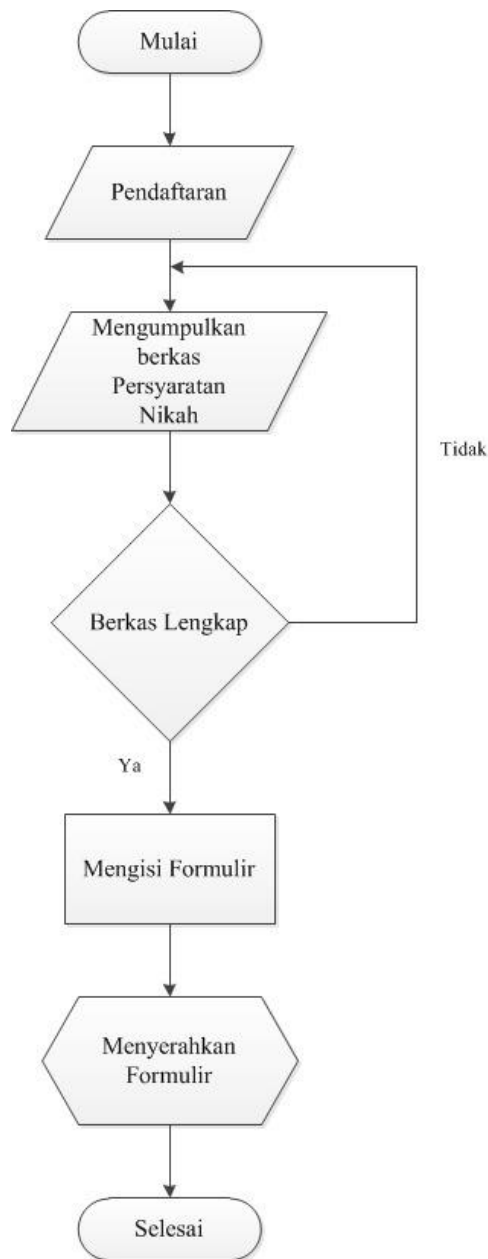 Mulai
Pendaftaran
Mengumpulkan
berkas
Persyaratan
Nikah
Tidak
Berkas Lengkap
Ya
Mengisi Formulir
Menyerahkan
Formulir
Selesai